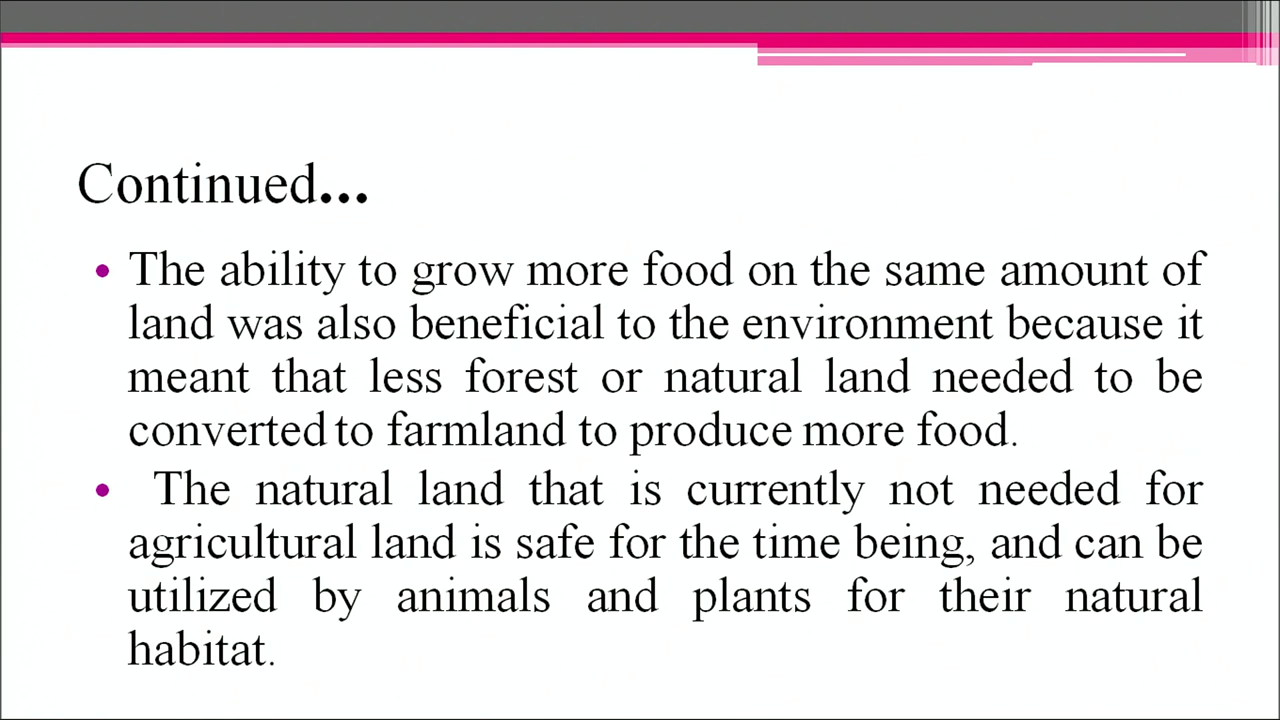 Continued...
• The ability to grow more food on the same amount of
land was also beneficial to the environment because it
meant that less forest or natural land needed to be
converted to farmland to produce more food.
• The natural land that is currently not needed for
agricultural land is safe for the time being, and can be
utilized by animals and plants for their natural
habitat.